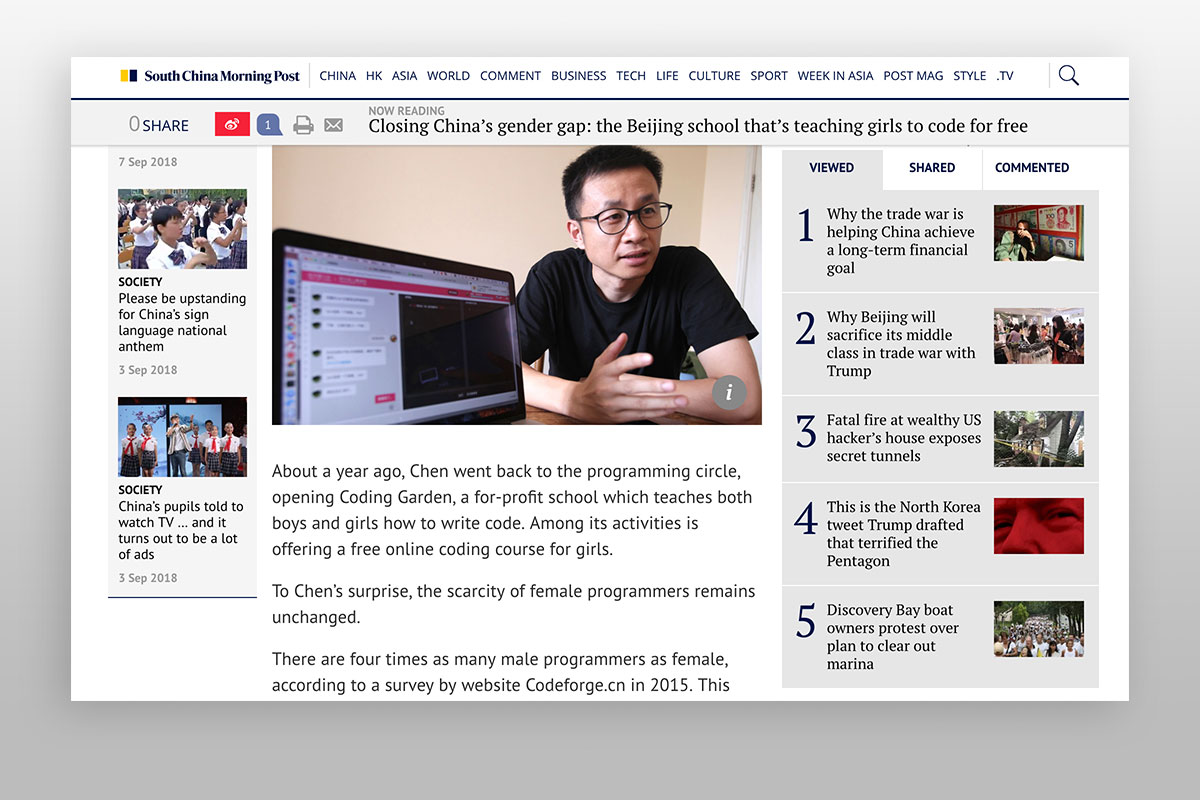 South China Morning Post
CHINA HK ASIA WORLD COMMENT BUSINESS TECH LIFE CULTURE SPORT WEEK IN ASIA POST MAG STYLE .TV
0 SHARE
1
NOW READING
Closing China’s gender gap: the Beijing school that’s teaching girls to code for free
7 Sep 2018
SOCIETY
Please be upstanding
for China’s sign
language national
anthem
3 Sep 2018
SOCIETY
China’s pupils told to
watch TV ... and it
turns out to be a lot
of ads
3 Sep 2018
i
About a year ago, Chen went back to the programming circle,
opening Coding Garden, a for-profit school which teaches both
boys and girls how to write code. Among its activities is
offering a free online coding course for girls.
To Chen’s surprise, the scarcity of female programmers remains
unchanged.
There are four times as many male programmers as female,
according to a survey by website Codeforge.cn in 2015. This
VIEWED SHARED COMMENTED
1
Why the trade war is
helping China achieve
a long-term financial
goal
2
Why Beijing will
sacrifice its middle
class in trade war with
Trump
3
Fatal fire at wealthy US
hacker’s house exposes
secret tunnels
4
This is the North Korea
tweet Trump drafted
that terrified the
Pentagon
5
Discovery Bay boat
owners protest over
plan to clear out
marina